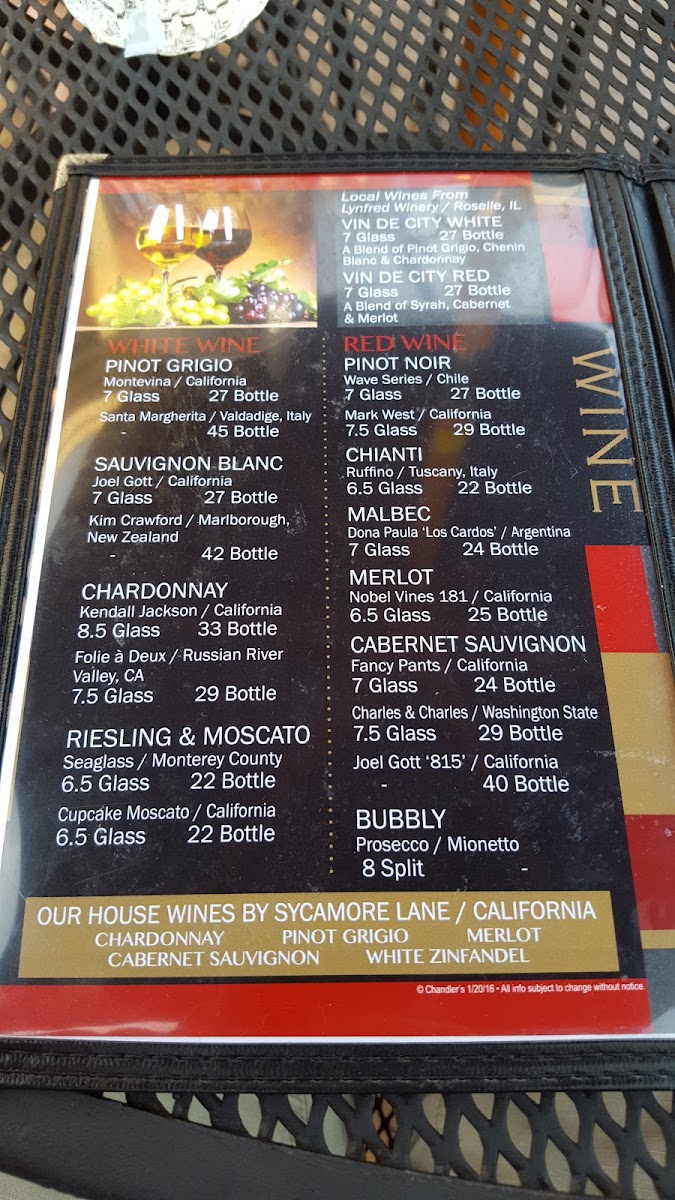 Local Wines From
Lynfred Winery / Roselle, IL
VIN DE CITY WHITE
7 Glass 27 Bottle
A Blend of Pinot Grigio, Chenin
Blanc & Chardonnay
VIN DE CITY RED
7 Glass 27 Bottle
A Blend of Syrah, Cabernet
& Merlot
WHITE WINE
PINOT GRIGIO
Montevina / California
7 Glass 27 Bottle
Santa Margherita / Valdadige, Italy
- 45 Bottle
SAUVIGNON BLANC
Joel Gott / California
7 Glass 27 Bottle
Kim Crawford / Marlborough,
New Zealand
- 42 Bottle
CHARDONNAY
Kendall Jackson / California
8.5 Glass 33 Bottle
Folie à Deux / Russian River
Valley, CA
7.5 Glass 29 Bottle
RIESLING & MOSCATO
Seaglass / Monterey County
6.5 Glass 22 Bottle
Cupcake Moscato / California
6.5 Glass 22 Bottle
RED WINE
PINOT NOIR
Wave Series / Chile
7 Glass 27 Bottle
Mark West / California
7.5 Glass 29 Bottle
CHIANTI
Ruffino / Tuscany, Italy
6.5 Glass 22 Bottle
MALBEC
Dona Paula 'Los Cardos' / Argentina
7 Glass 24 Bottle
MERLOT
Nobel Vines 181 / California
6.5 Glass 25 Bottle
CABERNET SAUVIGNON
Fancy Pants / California
7 Glass 24 Bottle
Charles & Charles / Washington State
7.5 Glass 29 Bottle
Joel Gott '815' / California
- 40 Bottle
BUBBLY
Prosecco / Mionetto
8 Split -
WINE
OUR HOUSE WINES BY SYCAMORE LANE / CALIFORNIA
CHARDONNAY PINOT GRIGIO MERLOT
CABERNET SAUVIGNON WHITE ZINFANDEL
© Chandler's 1/20/16 • All info subject to change without notice.